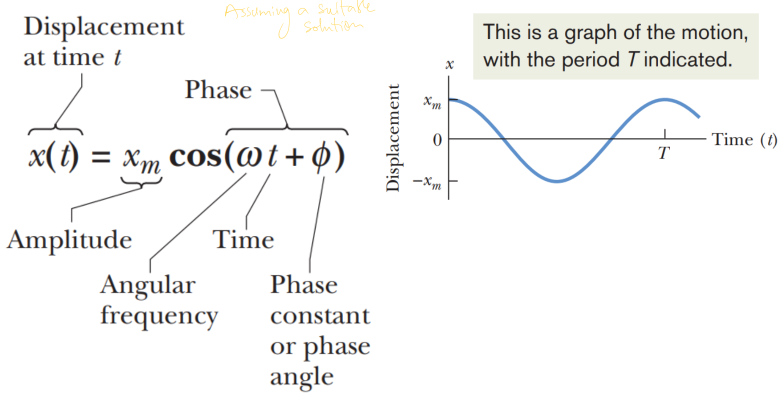 Assuming a suitable
solution
Displacement
at time t
Phase
x(t) = xₘ cos(ω t + ϕ)
Amplitude
Time
Angular
frequency
Phase
constant
or phase
angle
This is a graph of the motion,
with the period T indicated.
x
Displacement
xₘ
0
−xₘ
T
Time (t)